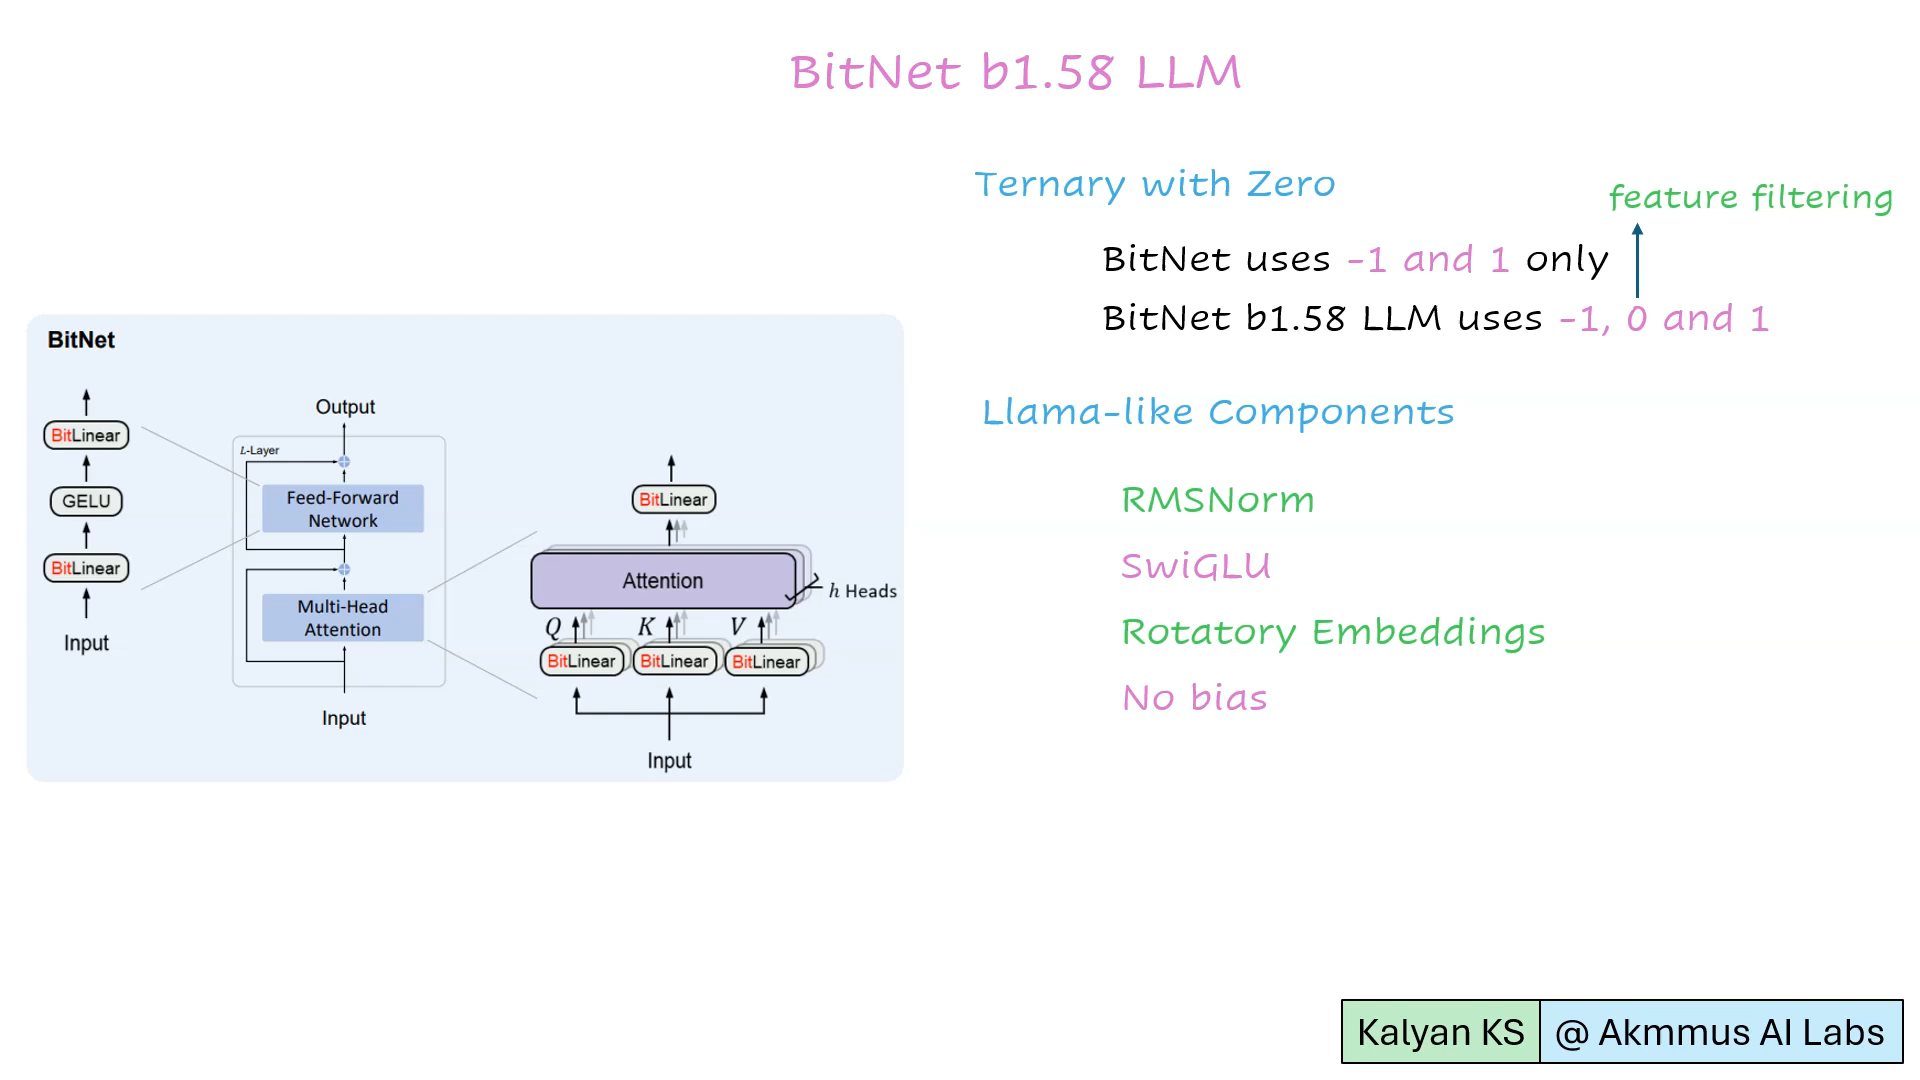 BitNet b1.58 LLM
Ternary with Zero
feature filtering
BitNet uses -1 and 1 only
BitNet b1.58 LLM uses -1, 0 and 1
Llama-like Components
RMSNorm
SwiGLU
Rotatory Embeddings
No bias
BitNet
BitLinear
GELU
BitLinear
Input
Output
L-Layer
Feed-Forward
Network
Multi-Head
Attention
Input
BitLinear
Attention
h Heads
Q K V
BitLinear BitLinear BitLinear
Input
Kalyan KS @ Akmmus AI Labs